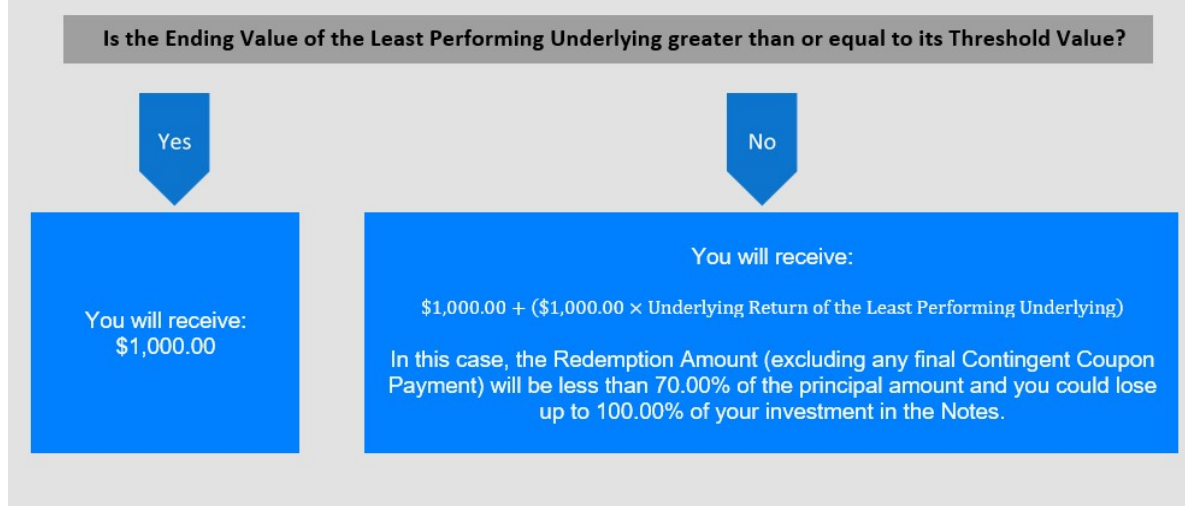 Is the Ending Value of the Least Performing Underlying greater than or equal to its Threshold Value?
Yes
No
You will receive:
$1,000.00
You will receive:
$1,000.00 + ($1,000.00 × Underlying Return of the Least Performing Underlying)
In this case, the Redemption Amount (excluding any final Contingent Coupon
Payment) will be less than 70.00% of the principal amount and you could lose
up to 100.00% of your investment in the Notes.